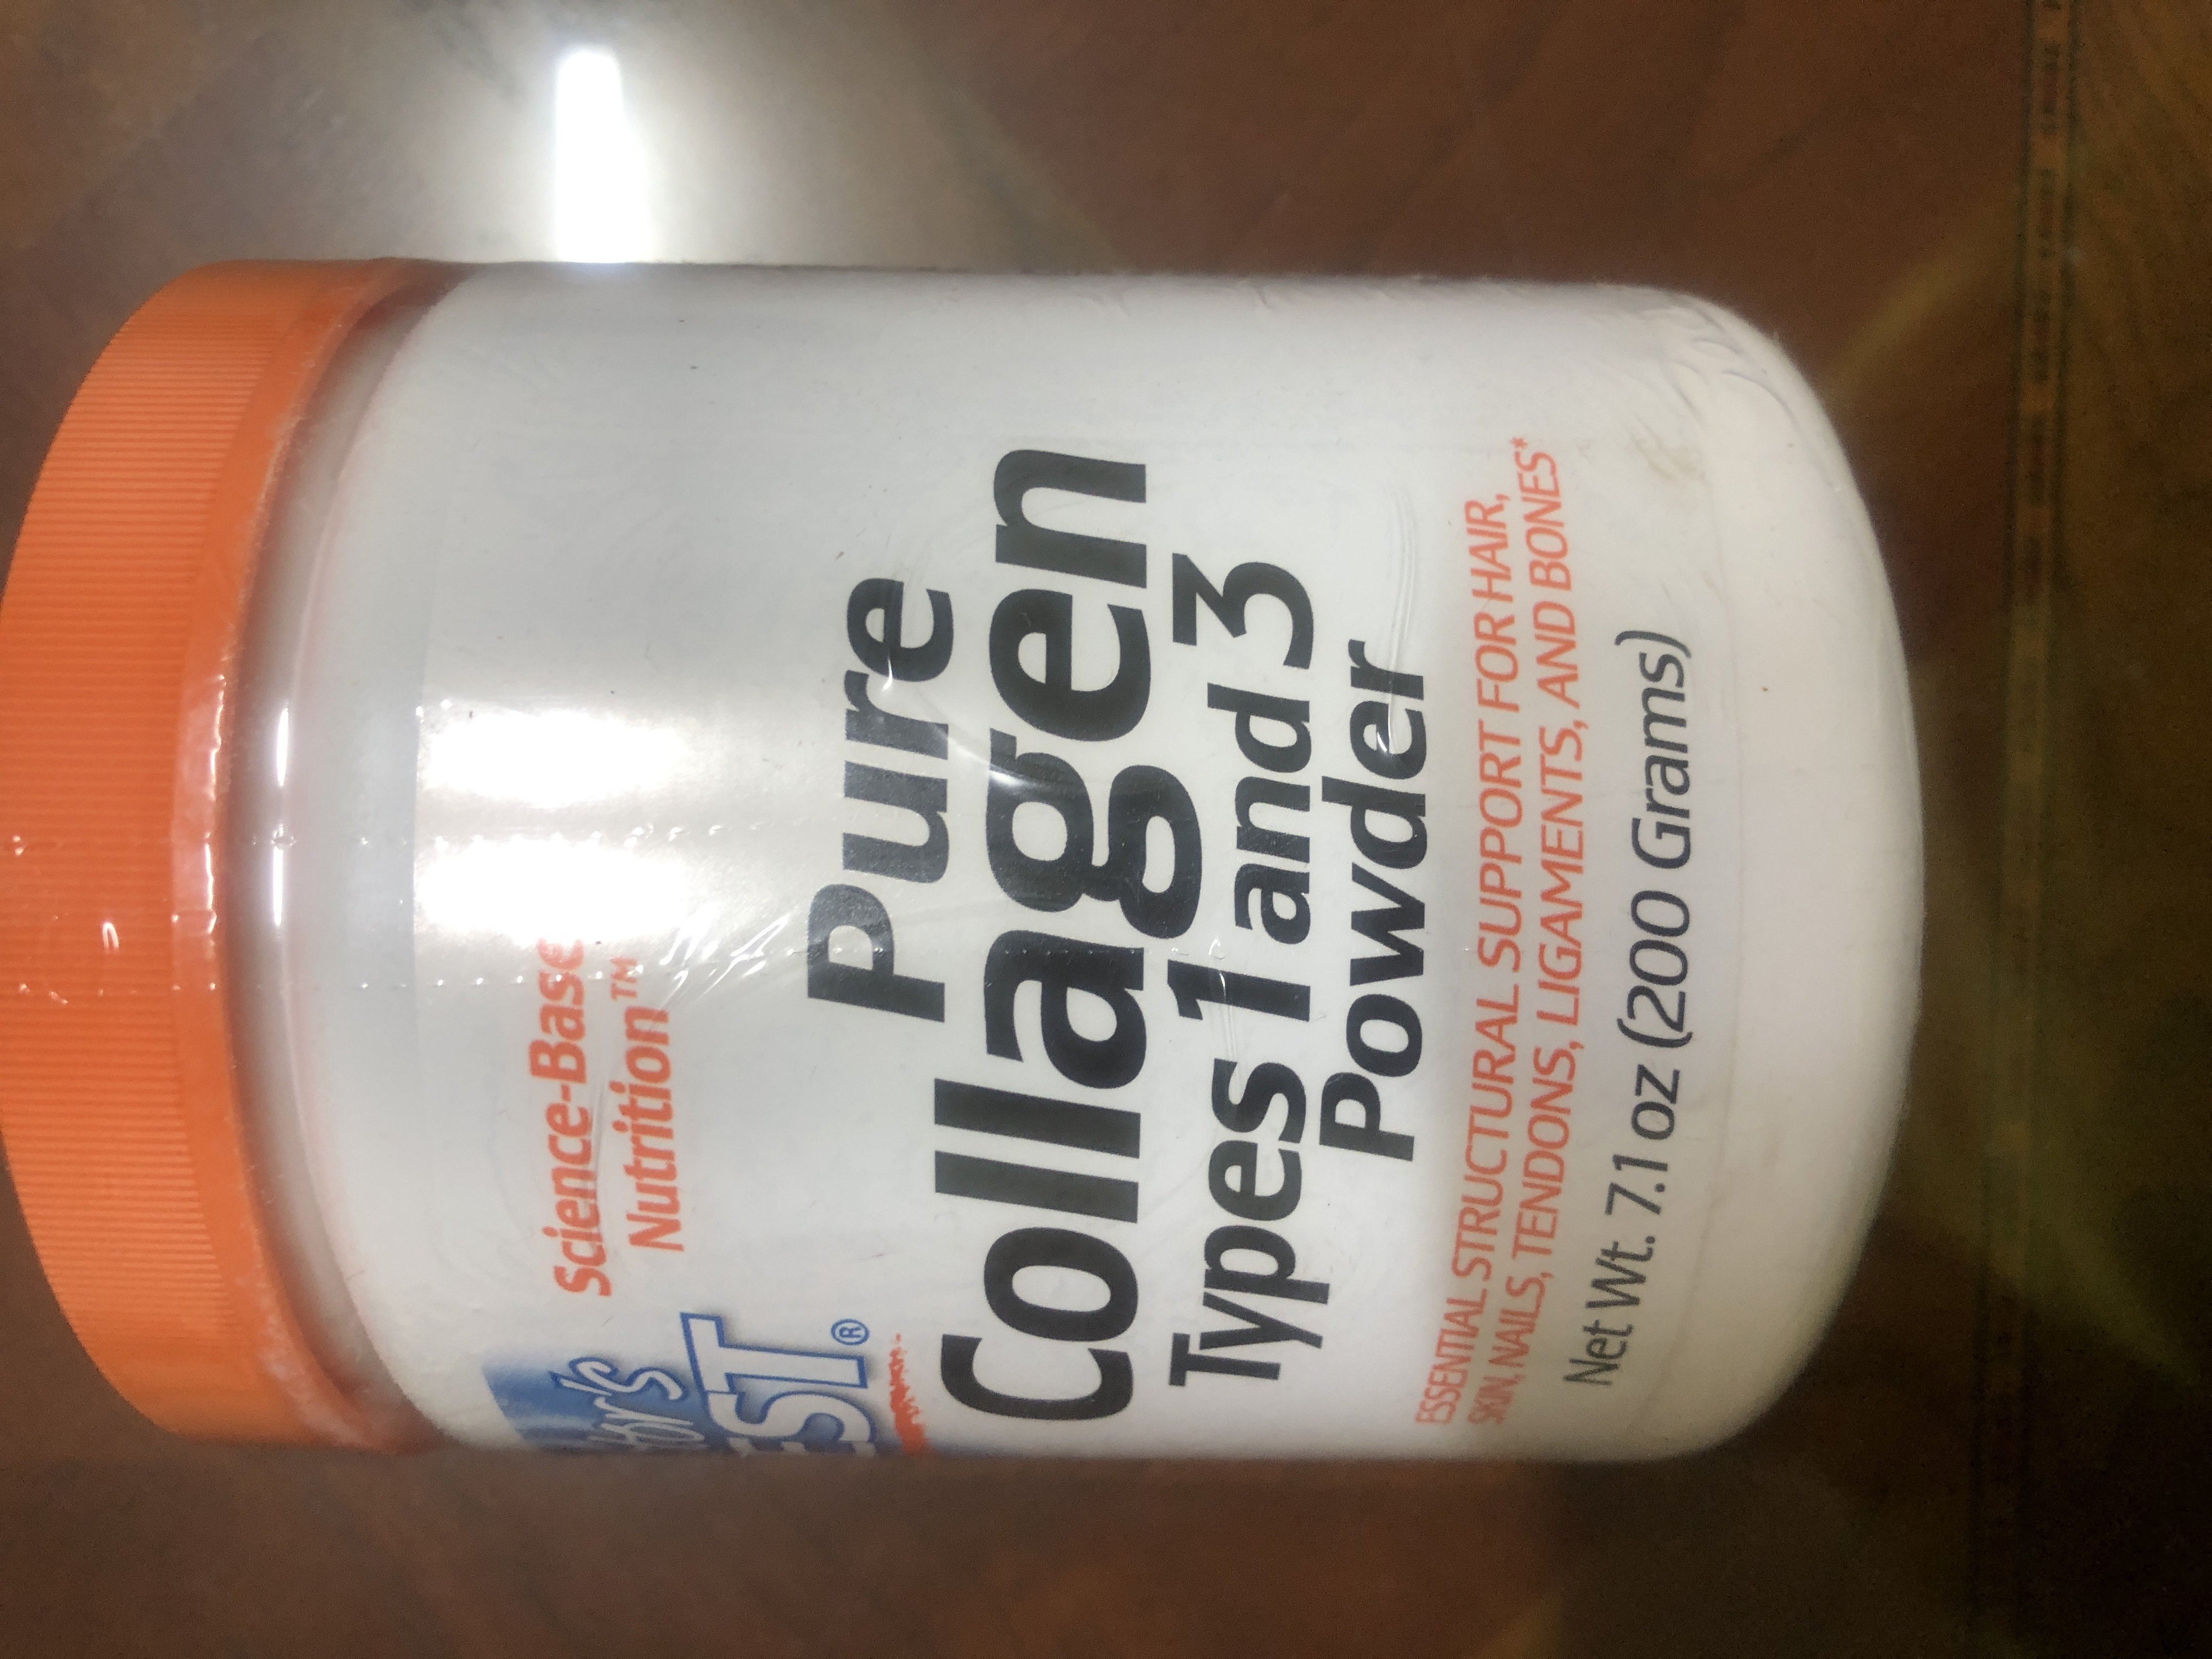 Science-Base
Nutrition™
EST®
Pure
Collagen
Types 1 and 3
Powder
ESSENTIAL STRUCTURAL SUPPORT FOR HAIR,
SKIN, NAILS, TENDONS, LIGAMENTS, AND BONES*
Net Wt. 7.1 oz (200 Grams)